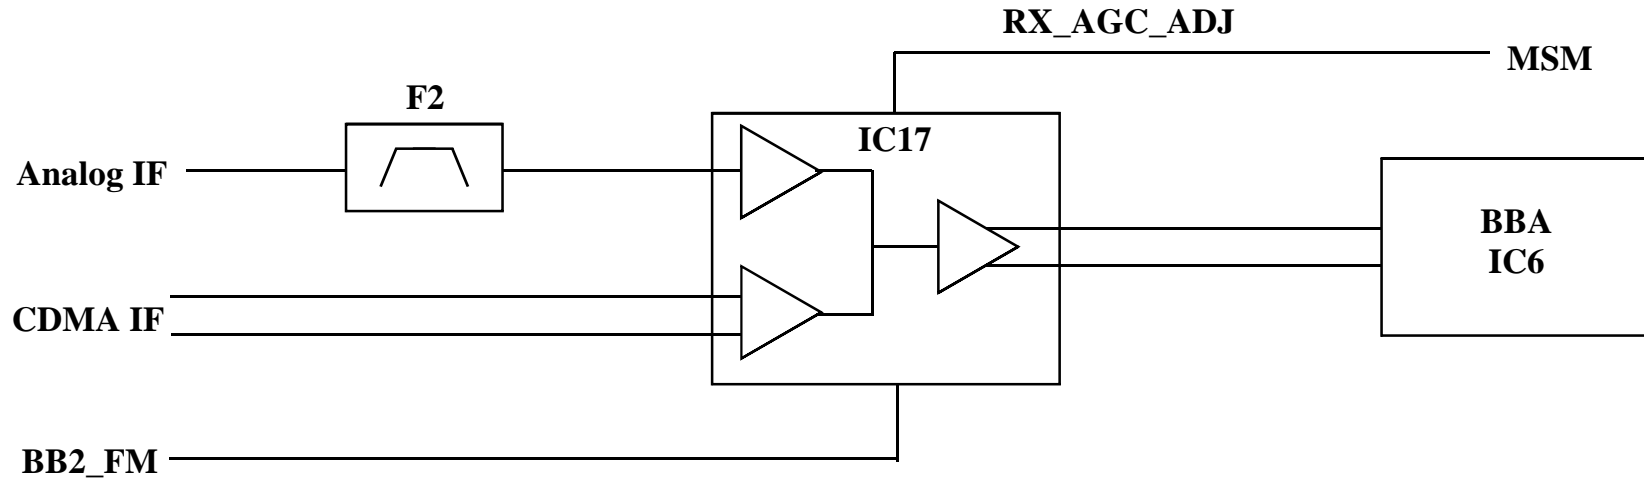 RX_AGC_ADJ
MSM
F2
IC17
Analog IF
BBA
IC6
CDMA IF
BB2_FM